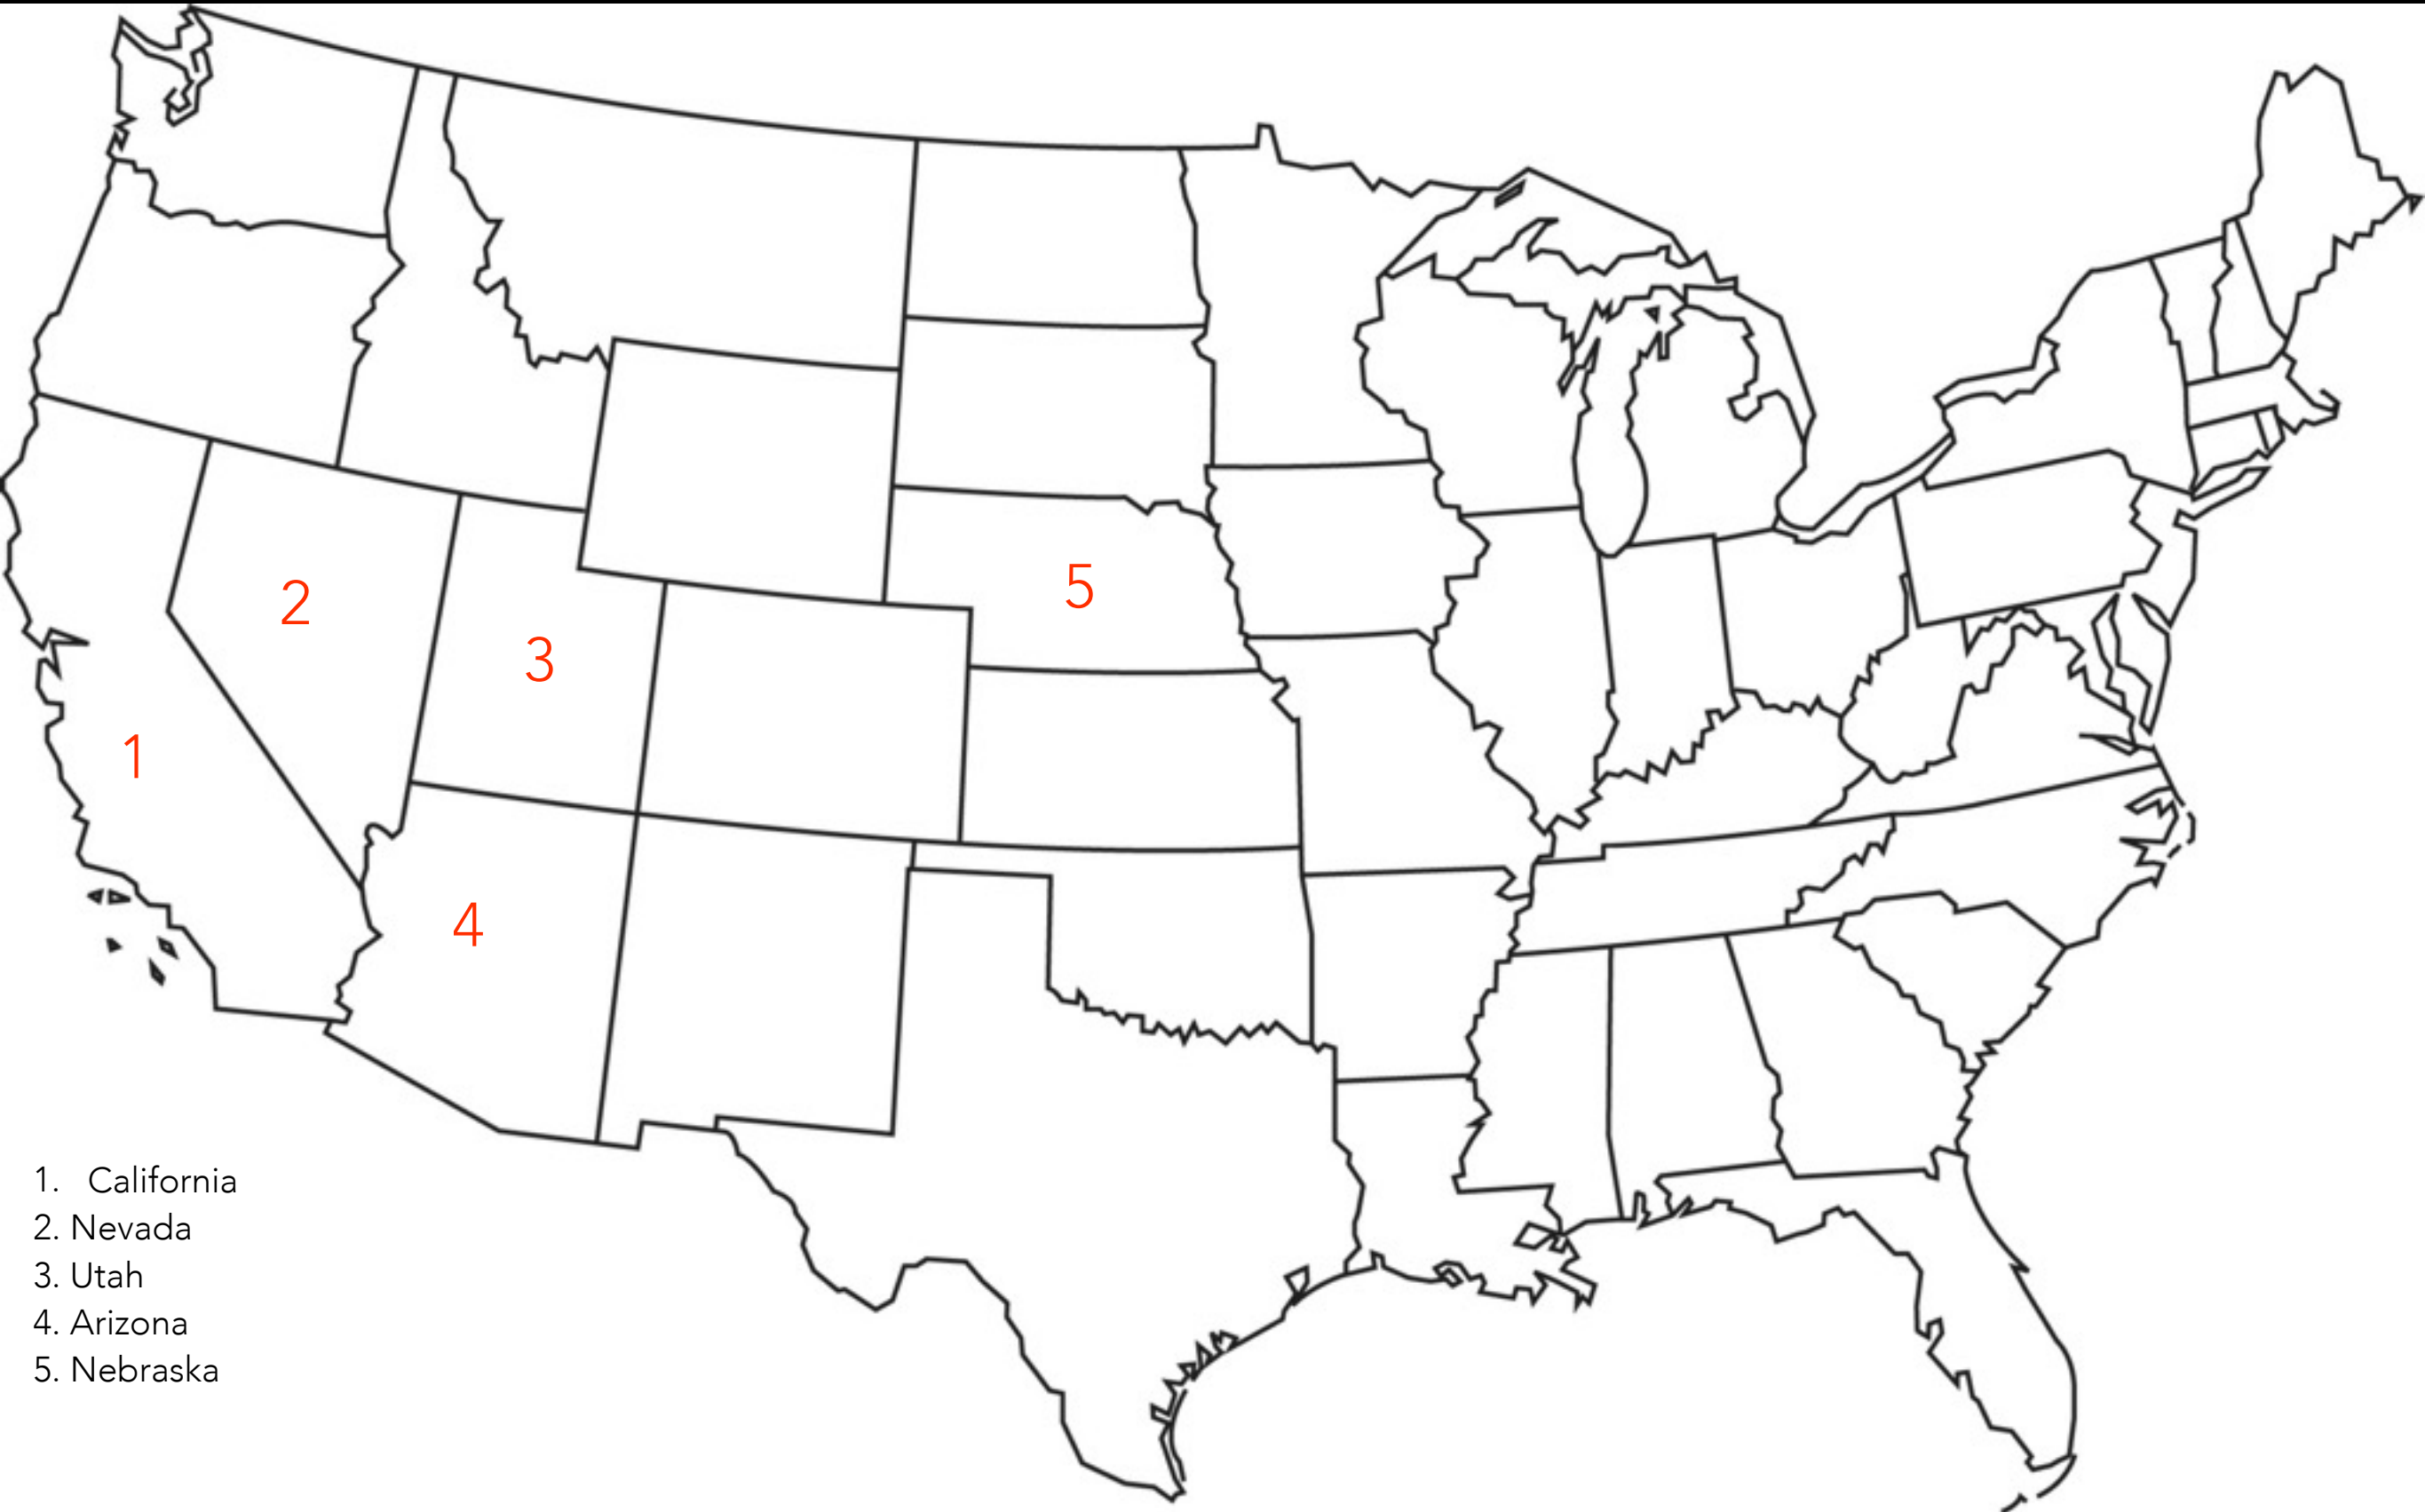 2
5
3
1
4
1. California
2. Nevada
3. Utah
4. Arizona
5. Nebraska